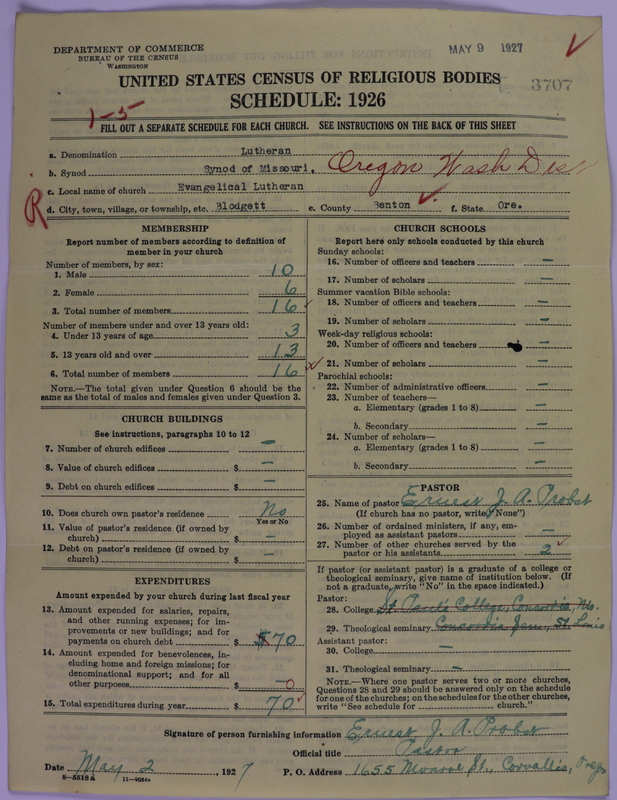 DEPARTMENT OF COMMERCE
BUREAU OF THE CENSUS
WASHINGTON
MAY 9 1927
3707
UNITED STATES CENSUS OF RELIGIOUS BODIES
SCHEDULE: 1926
1-5
FILL OUT A SEPARATE SCHEDULE FOR EACH CHURCH. SEE INSTRUCTIONS ON THE BACK OF THIS SHEET
a. Denomination Lutheran
b. Synod Synod of Missouri, Oregon Wash Dis
c. Local name of church Evangelical Lutheran
R
d. City, town, village, or township, etc. Blodgett e. County Benton f. State Ore.
MEMBERSHIP
Report number of members according to definition of
member in your church
Number of members, by sex:
1. Male 10
2. Female 6
3. Total number of members 16
Number of members under and over 13 years old:
4. Under 13 years of age 3
5. 13 years old and over 13
6. Total number of members 16
NOTE.—The total given under Question 6 should be the
same as the total of males and females given under Question 3.
CHURCH BUILDINGS
See instructions, paragraphs 10 to 12
7. Number of church edifices —
8. Value of church edifices $ —
9. Debt on church edifices $ —
10. Does church own pastor's residence? No
Yes or No
11. Value of pastor's residence (if owned by
church) $ —
12. Debt on pastor's residence (if owned by
church) $ —
EXPENDITURES
Amount expended by your church during last fiscal year
13. Amount expended for salaries, repairs,
and other running expenses; for im-
provements or new buildings; and for
payments on church debt $70
14. Amount expended for benevolences, in-
cluding home and foreign missions; for
denominational support; and for all
other purposes $ —0
15. Total expenditures during year $ 70
CHURCH SCHOOLS
Report here only schools conducted by this church
Sunday schools:
16. Number of officers and teachers —
17. Number of scholars —
Summer vacation Bible schools:
18. Number of officers and teachers —
19. Number of scholars —
Week-day religious schools:
20. Number of officers and teachers —
21. Number of scholars —
Parochial schools:
22. Number of administrative officers —
23. Number of teachers—
a. Elementary (grades 1 to 8) —
b. Secondary —
24. Number of scholars—
a. Elementary (grades 1 to 8) —
b. Secondary —
PASTOR
25. Name of pastor Ernest J. A. Probst
(If church has no pastor, write "None")
26. Number of ordained ministers, if any, em-
ployed as assistant pastors —
27. Number of other churches served by the
pastor or his assistants 2
If pastor (or assistant pastor) is a graduate of a college or
theological seminary, give name of institution below. (If
not a graduate, write "No" in the space indicated.)
Pastor:
28. College St. Pauls College, Concordia, Mo.
29. Theological seminary Concordia Sem., St. Louis
Assistant pastor:
30. College —
31. Theological seminary —
NOTE.—Where one pastor serves two or more churches,
Questions 28 and 29 should be answered only on the schedule
for one of the churches; on the schedules for the other churches,
write "See schedule for church."
Signature of person furnishing information Ernest J. A. Probst
Official title Pastor
Date May 2, 1927 P. O. Address 1655 Monroe St., Corvallis, Oreg
8-5518 A